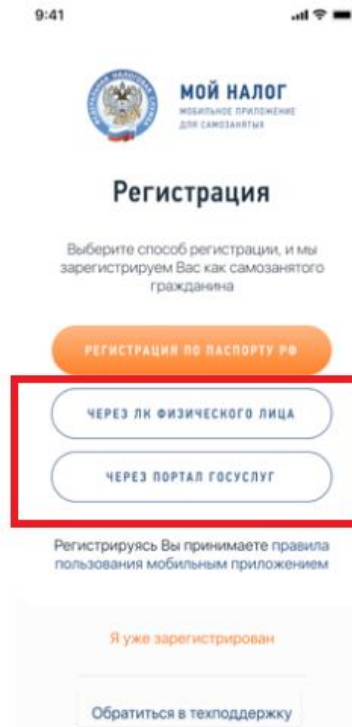 9:41
МОЙ НАЛОГ
МОБИЛЬНОЕ ПРИЛОЖЕНИЕ
ДЛЯ САМОЗАНЯТЫХ
Регистрация
Выберите способ регистрации, и мы
зарегистрируем Вас как самозанятого
гражданина
РЕГИСТРАЦИЯ ПО ПАСПОРТУ РФ
ЧЕРЕЗ ЛК ФИЗИЧЕСКОГО ЛИЦА
ЧЕРЕЗ ПОРТАЛ ГОСУСЛУГ
Регистрируясь Вы принимаете правила
пользования мобильным приложением
Я уже зарегистрирован
Обратиться в техподдержку